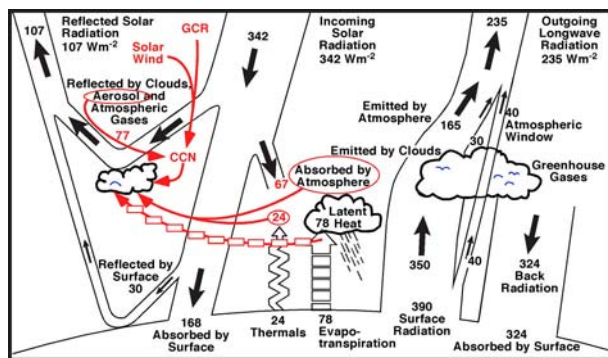 107
Reflected Solar
Radiation
107 Wm-2
GCR
Solar
Wind
342
Incoming
Solar
Radiation
342 Wm-2
235
Outgoing
Longwave
Radiation
235 Wm-2
Reflected by Clouds,
Aerosol and
Atmospheric
Gases
77
CCN
Emitted by
Atmosphere
165
40
Atmospheric
Window
Emitted by Clouds
30
Greenhouse
Gases
67
Absorbed by
Atmosphere
24
Latent
78 Heat
Reflected by
Surface
30
350
40
324
Back
Radiation
168
Absorbed by
Surface
24
Thermals
78
Evapo-
transpiration
390
Surface
Radiation
324
Absorbed by Surface